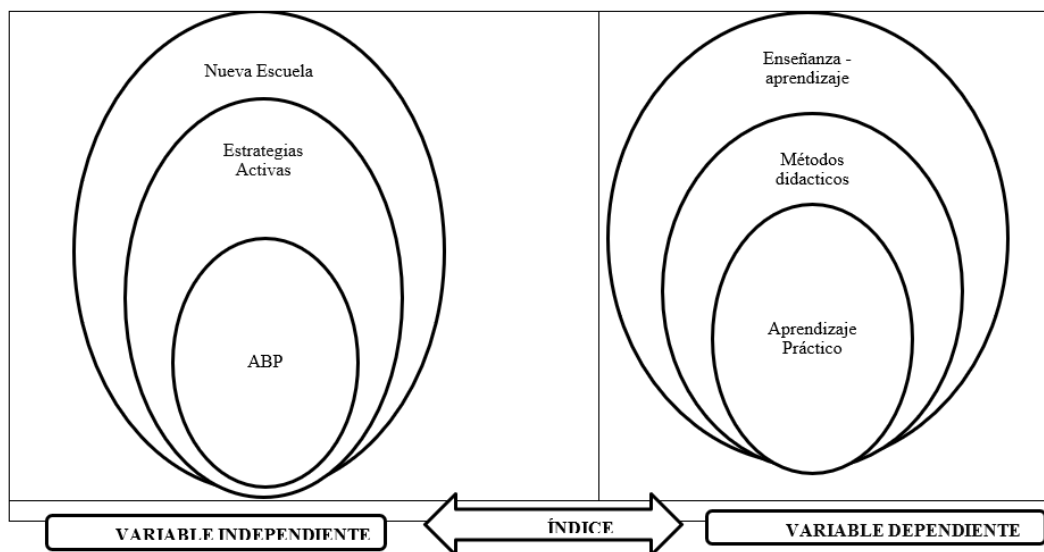 Nueva Escuela
Estrategias
Activas
ABP
Enseñanza -
aprendizaje
Métodos
didacticos
Aprendizaje
Práctico
VARIABLE INDEPENDIENTE
ÍNDICE
VARIABLE DEPENDIENTE